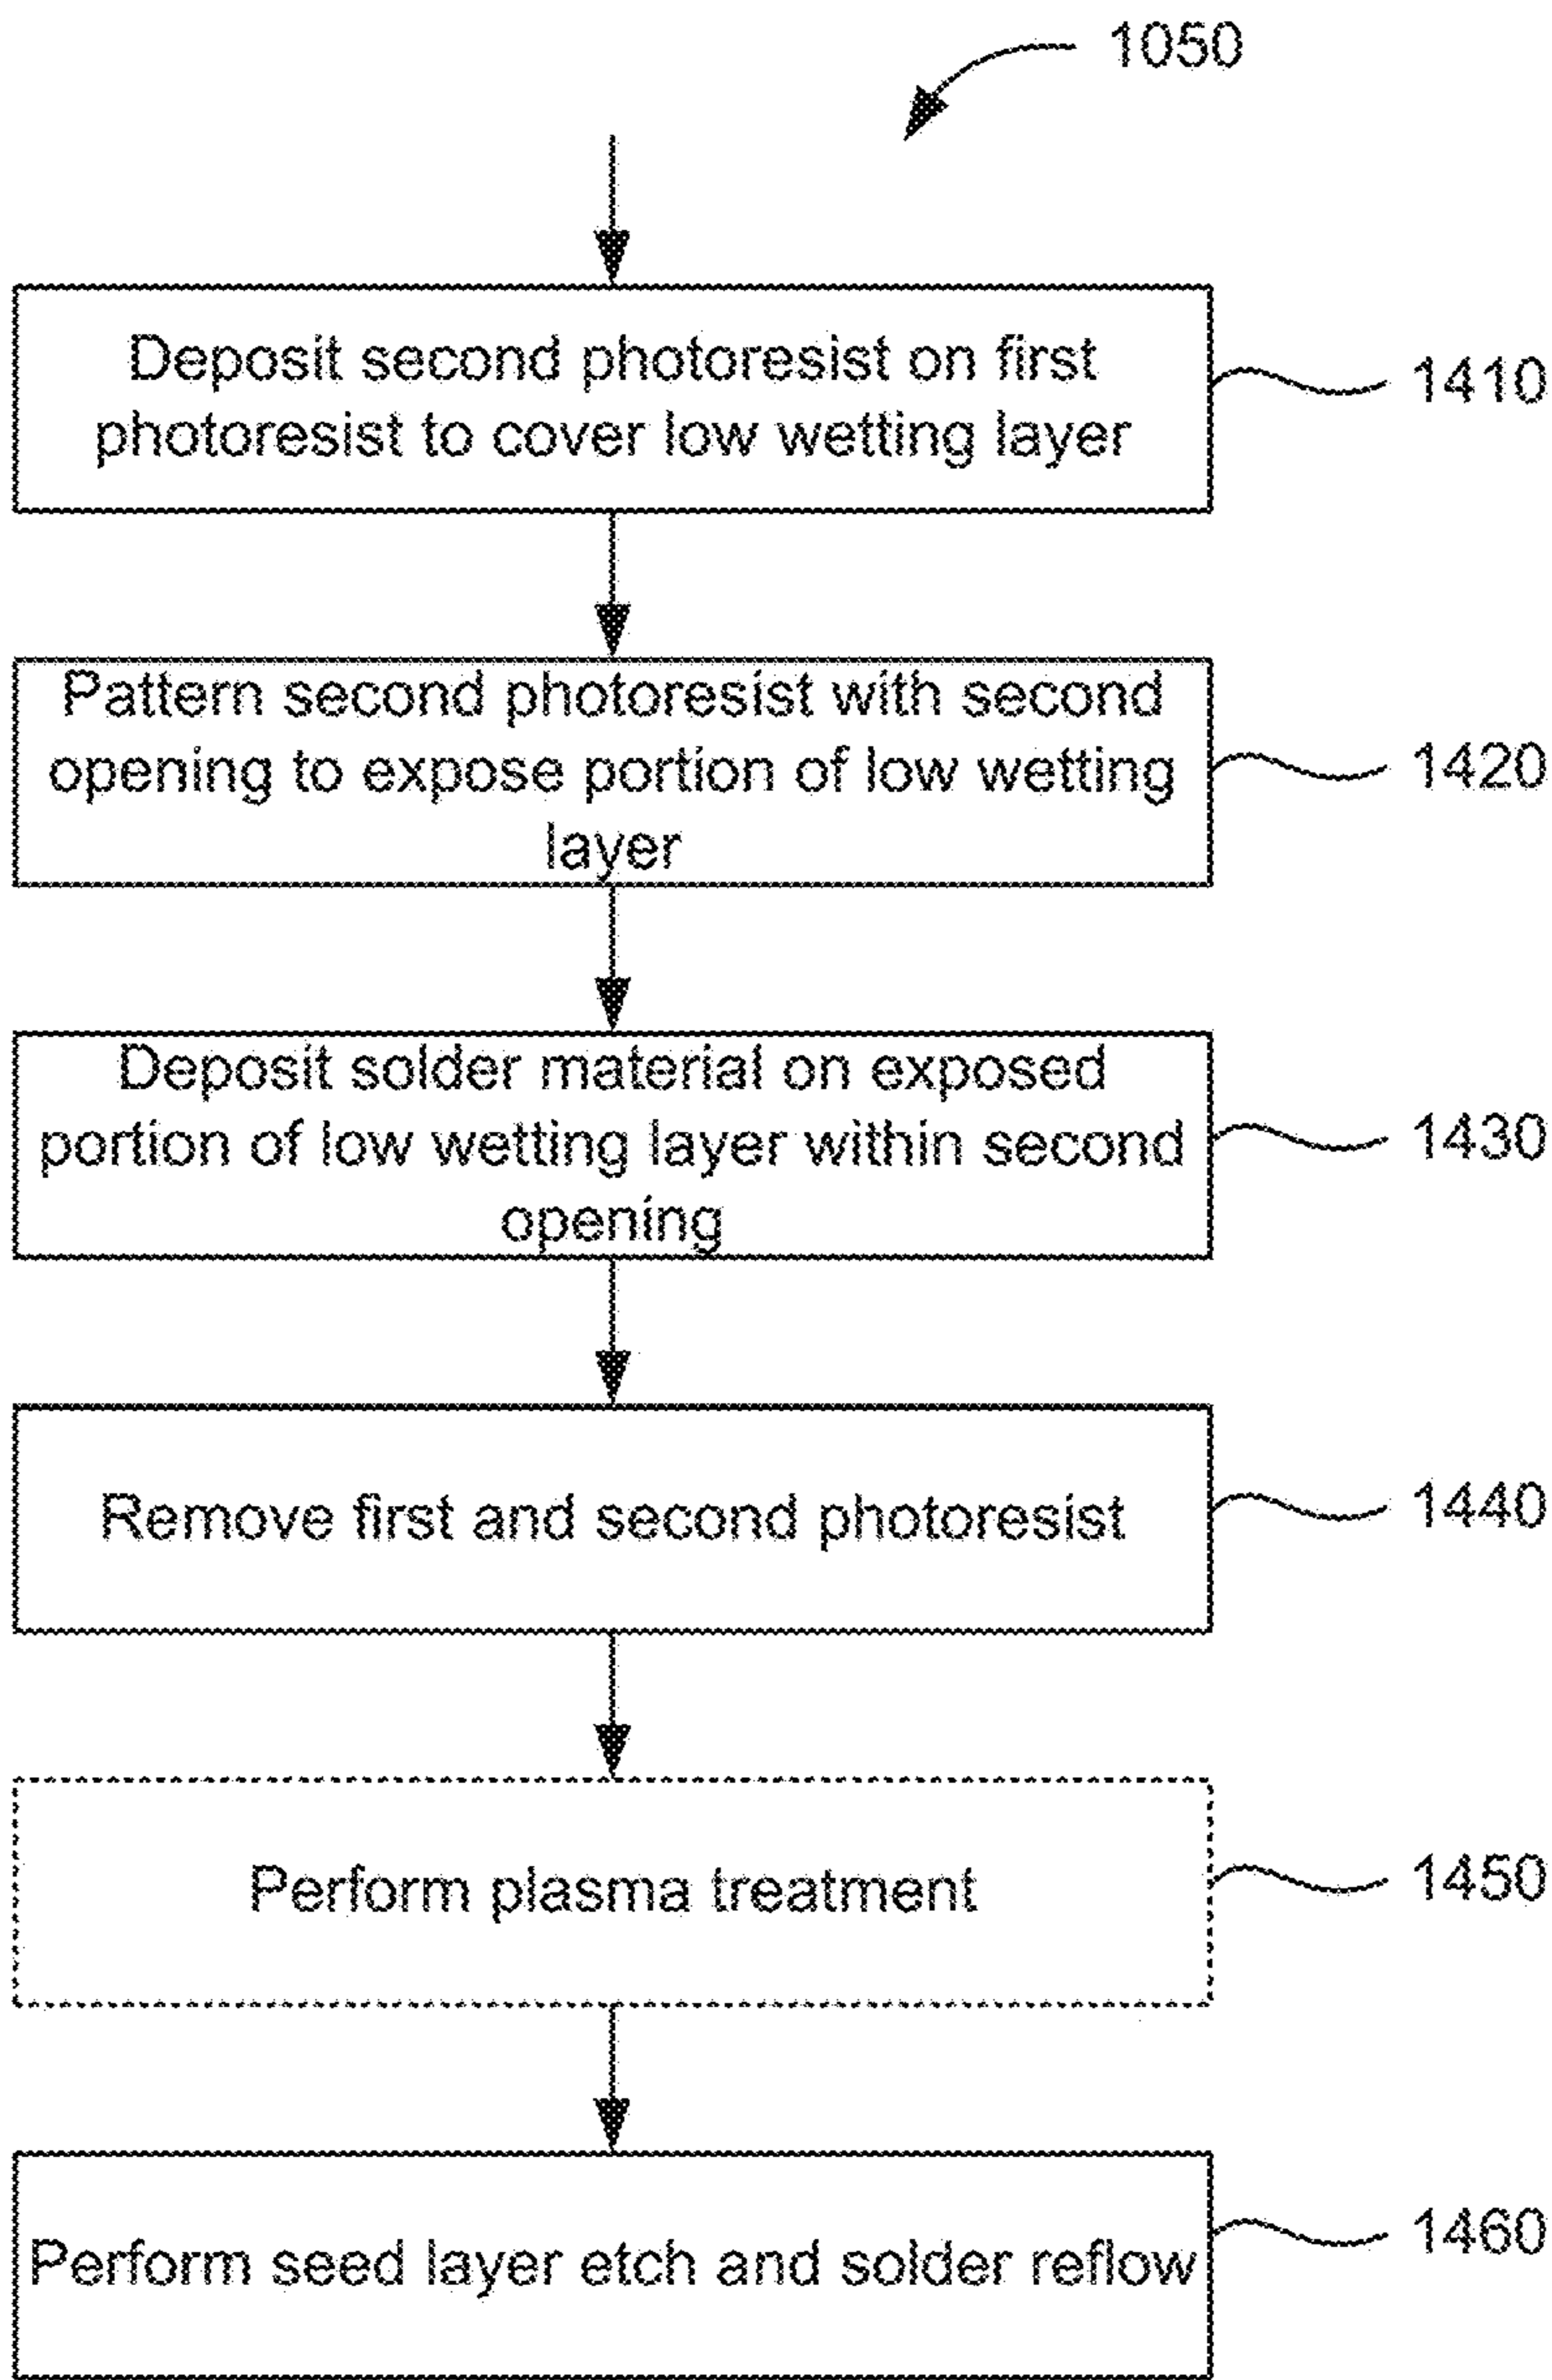 1050
Deposit second photoresist on first
photoresist to cover low wetting layer
1410
Pattern second photoresist with second
opening to expose portion of low wetting
layer
1420
Deposit solder material on exposed
portion of low wetting layer within second
opening
1430
Remove first and second photoresist
1440
Perform plasma treatment
1450
Perform seed layer etch and solder reflow
1460